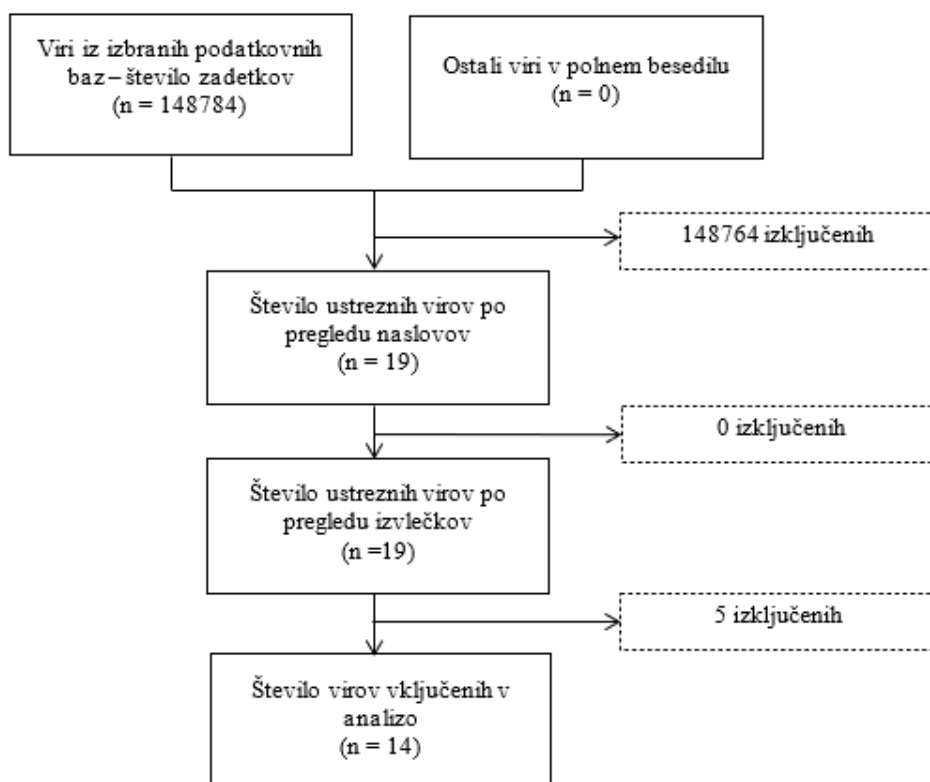 Viri iz izbranih podatkovnih
baz – število zadetkov
(n = 148784)
Ostali viri v polnem besedilu
(n = 0)
148764 izključenih
Število ustreznih virov po
pregledu naslovov
(n = 19)
0 izključenih
Število ustreznih virov po
pregledu izvlečkov
(n =19)
5 izključenih
Število virov vključenih v
analizo
(n = 14)